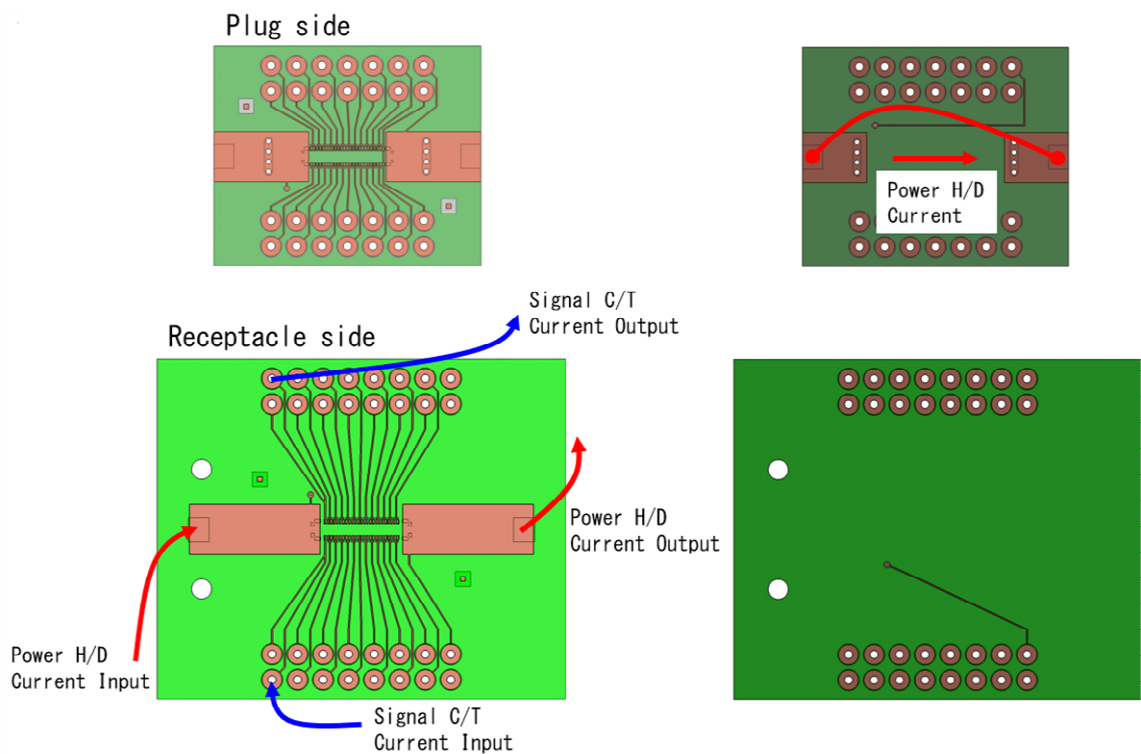 Plug side
Power H/D
Current
Signal C/T
Current Output
Receptacle side
Power H/D
Current Output
Power H/D
Current Input
Signal C/T
Current Input